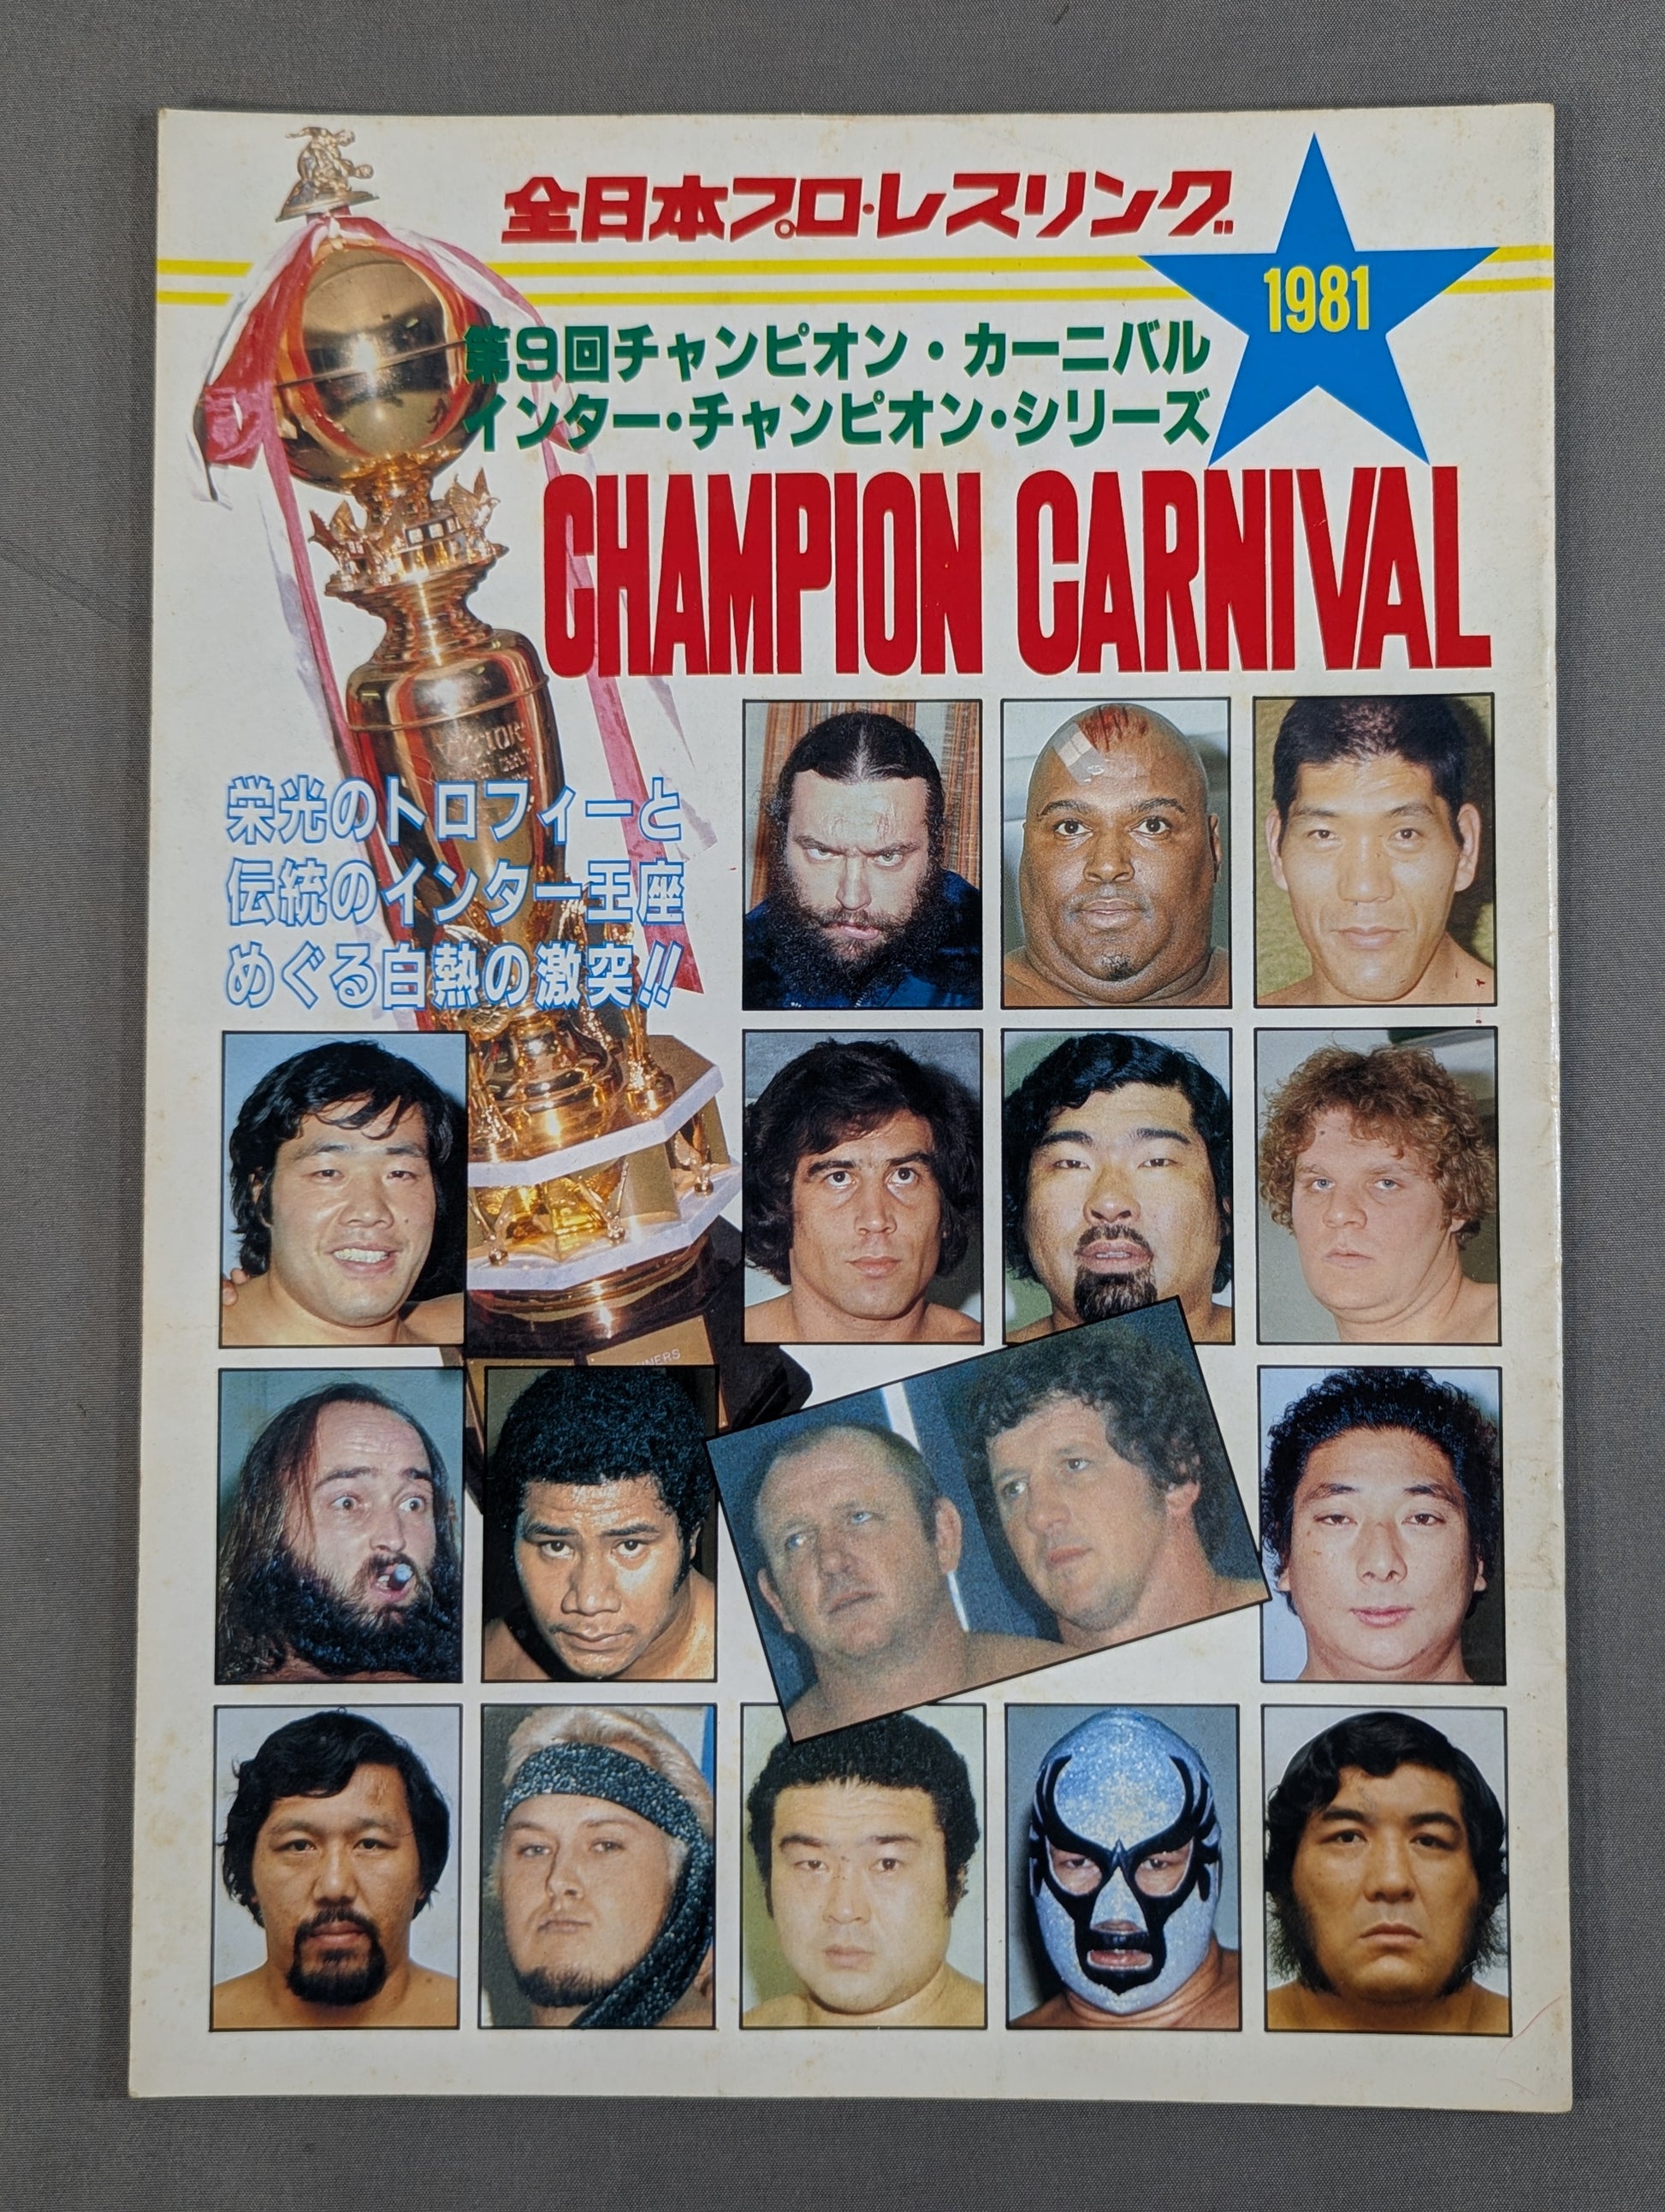 全日本プロ・レスリング
1981
第9回チャンピオン・カーニバル
インター・チャンピオン・シリーズ
CHAMPION CARNIVAL
栄光のトロフィーと
伝統のインター王座
めぐる白熱の激突!!